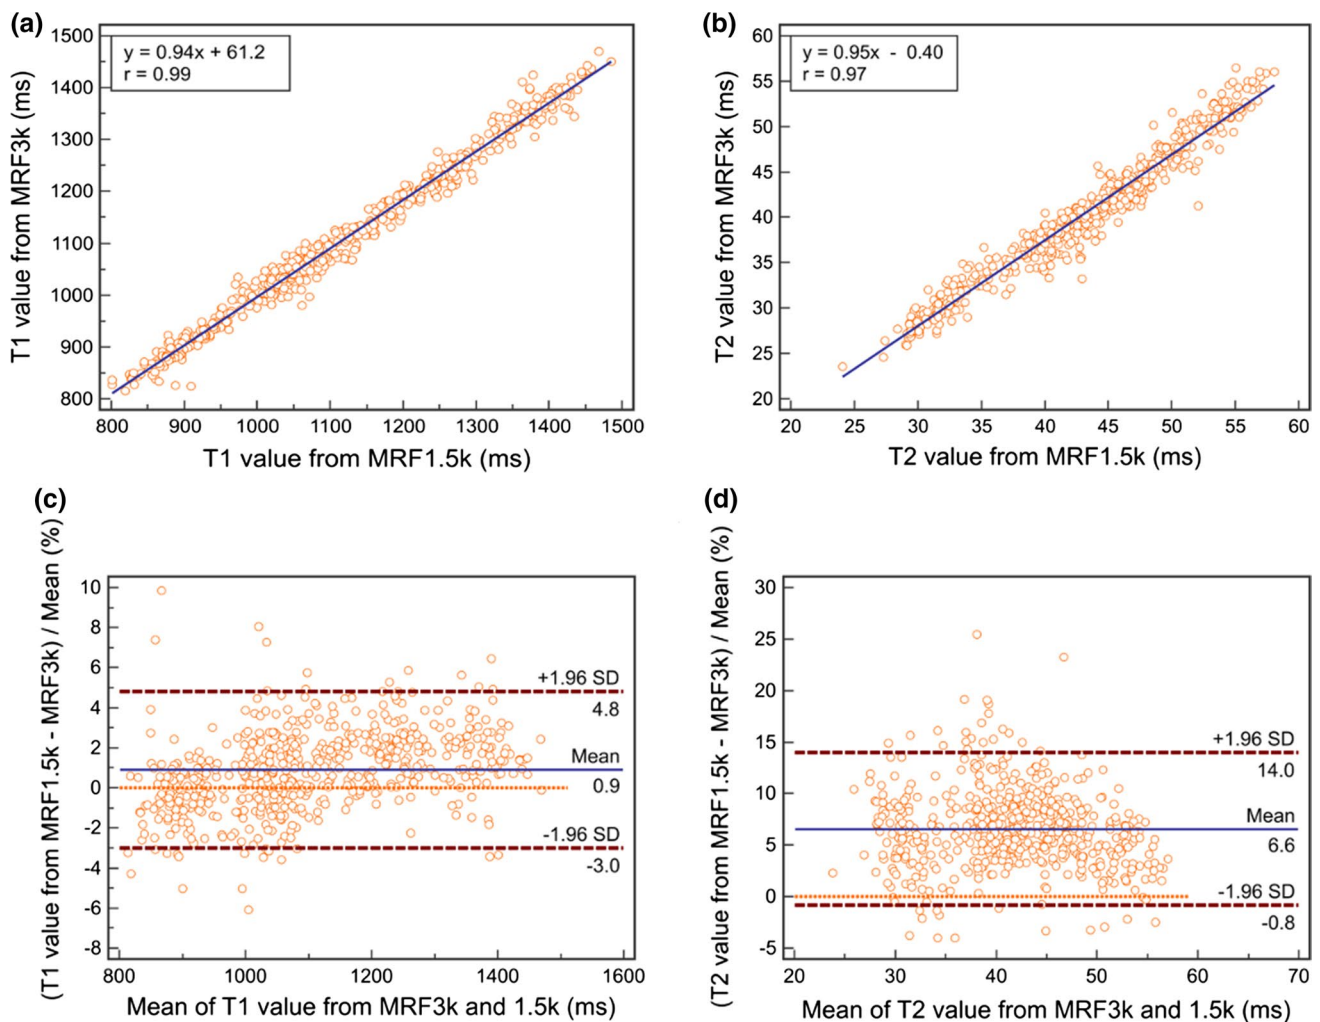 (a)
y = 0.94x + 61.2
r = 0.99
1500
1400
1300
1200
1100
1000
900
800
T1 value from MRF3k (ms)
800 900 1000 1100 1200 1300 1400 1500
T1 value from MRF1.5k (ms)
(b)
y = 0.95x - 0.40
r = 0.97
60
55
50
45
40
35
30
25
20
T2 value from MRF3k (ms)
20 25 30 35 40 45 50 55 60
T2 value from MRF1.5k (ms)
(c)
(T1 value from MRF1.5k - MRF3k) / Mean (%)
10
8
6
4
2
0
-2
-4
-6
-8
+1.96 SD
4.8
Mean
0.9
-1.96 SD
-3.0
800 1000 1200 1400 1600
Mean of T1 value from MRF3k and 1.5k (ms)
(d)
(T2 value from MRF1.5k - MRF3k) / Mean (%)
30
25
20
15
10
5
0
-5
+1.96 SD
14.0
Mean
6.6
-1.96 SD
-0.8
20 30 40 50 60 70
Mean of T2 value from MRF3k and 1.5k (ms)